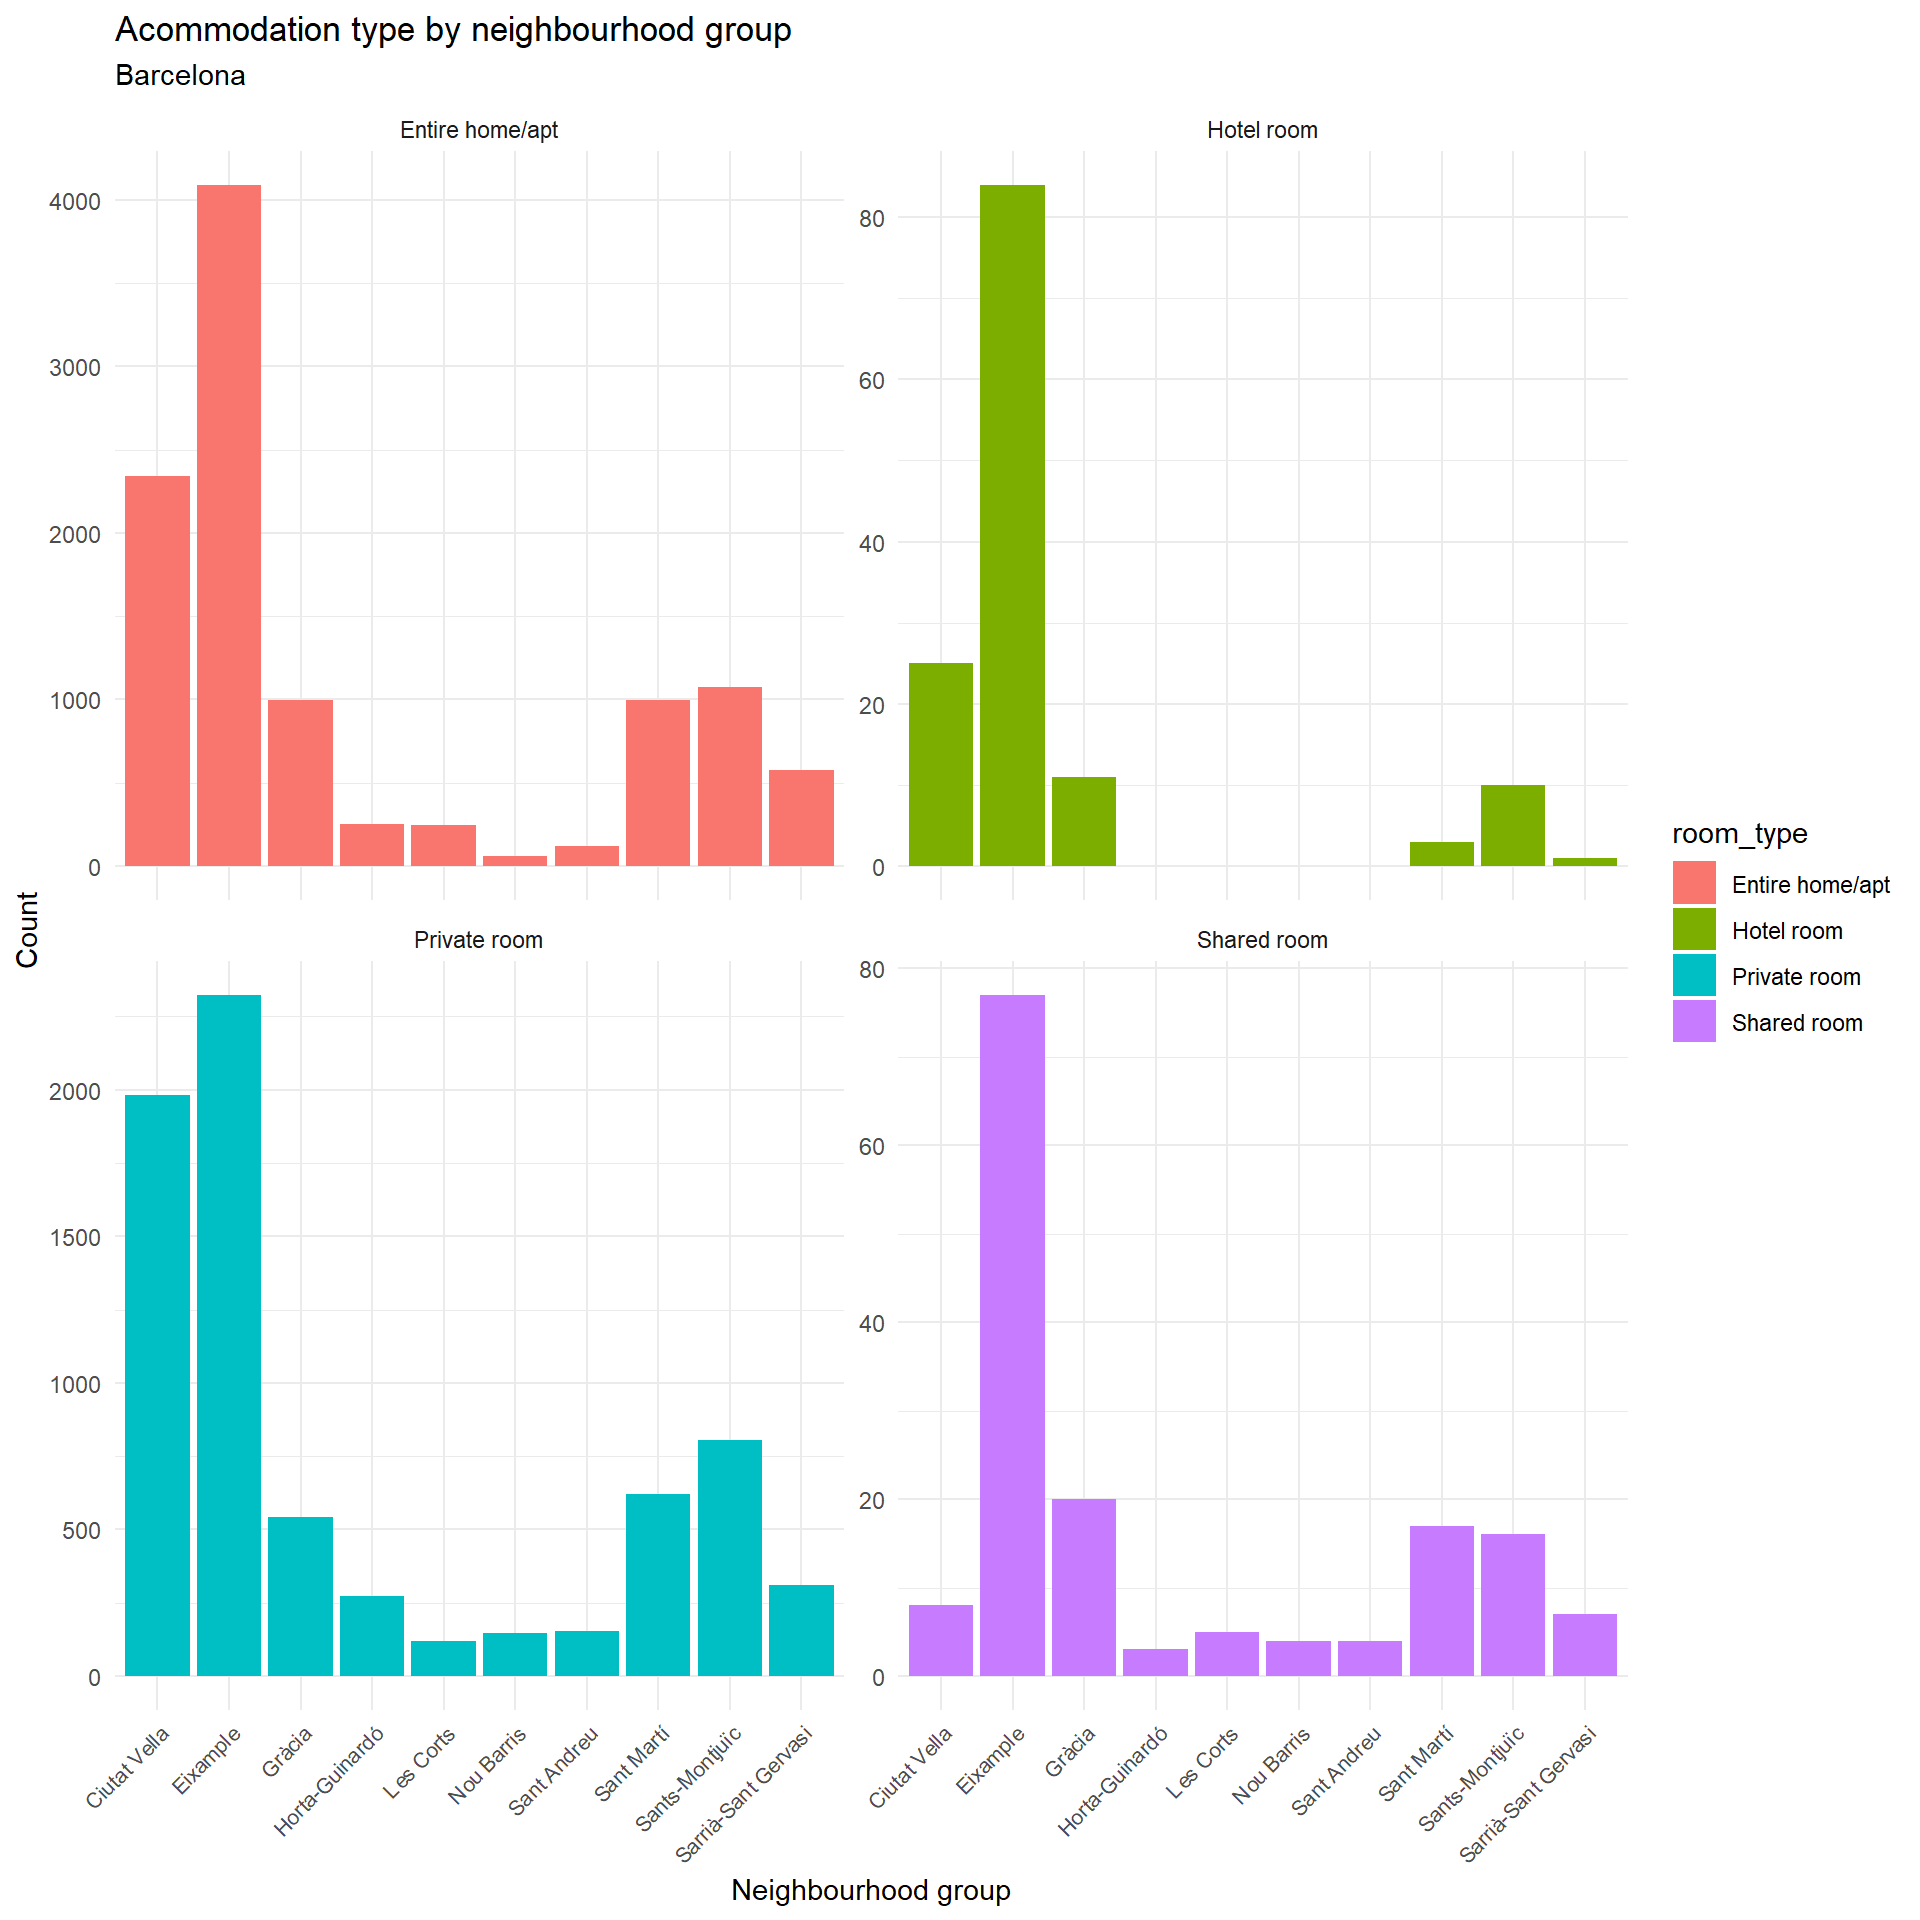 Acommodation type by neighbourhood group
Barcelona
Entire home/apt
Hotel room
4000
3000
2000
1000
0
80
60
40
20
0
Count
Private room
Shared room
2000
1500
1000
500
0
80
60
40
20
0
Ciutat Vella
Eixample
Gràcia
Horta-Guinardó
Les Corts
Nou Barris
Sant Andreu
Sant Martí
Sants-Montjuïc
Sarrià-Sant Gervasi
Ciutat Vella
Eixample
Gràcia
Horta-Guinardó
Les Corts
Nou Barris
Sant Andreu
Sant Martí
Sants-Montjuïc
Sarrià-Sant Gervasi
Neighbourhood group
room_type
Entire home/apt
Hotel room
Private room
Shared room